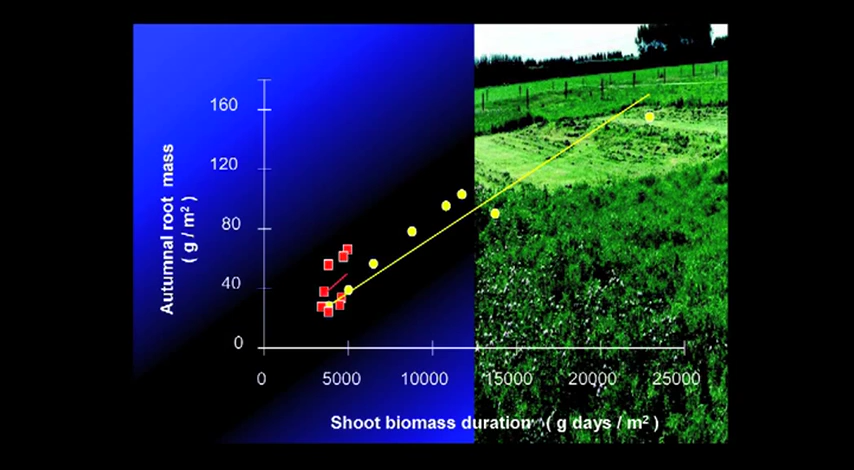 160
120
80
40
0
Autumnal root mass
( g / m² )
0 5000 10000 15000 20000 25000
Shoot biomass duration ( g days / m² )